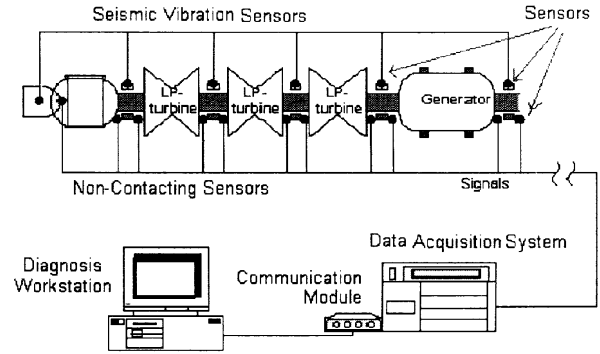 Seismic Vibration Sensors
Sensors
LP-
turbine
LP-
turbine
LP-
turbine
Generator
Non-Contacting Sensors
Signals
Data Acquisition System
Diagnosis
Workstation
Communication
Module